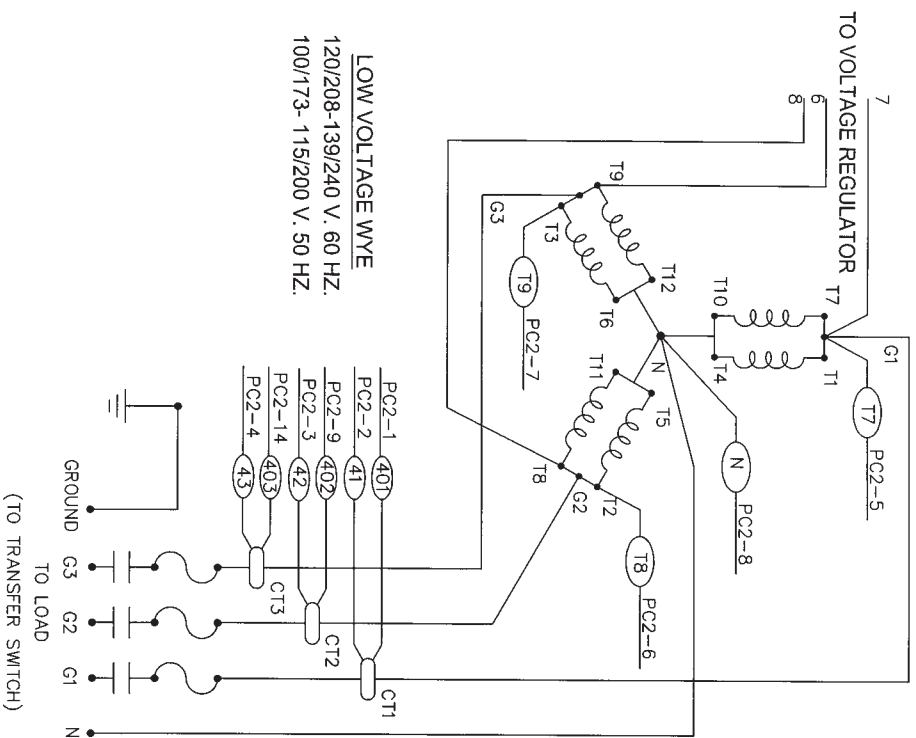 TO VOLTAGE REGULATOR
7
6
8
G1
T7
T1
T7
PC2-5
T10
T4
N
N
PC2-8
T9
T12
G3
T3
T6
T9
PC2-7
T11
T5
T8
G2
T2
T8
PC2-6
LOW VOLTAGE WYE
120/208-139/240 V. 60 HZ.
100/173- 115/200 V. 50 HZ.
PC2-1
401
PC2-2
41
CT1
PC2-9
402
PC2-3
42
CT2
PC2-14
403
PC2-4
43
CT3
GROUND
G3
G2
G1
N
TO LOAD
(TO TRANSFER SWITCH)